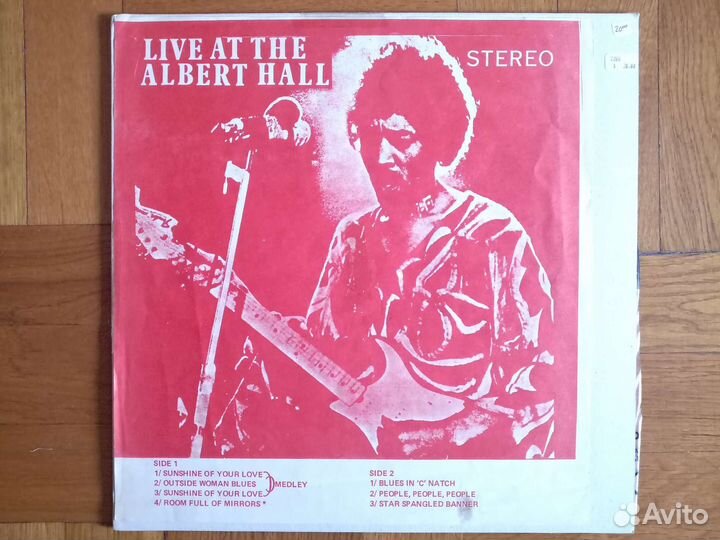 LIVE AT THE
ALBERT HALL
STEREO
SIDE 1
1/ SUNSHINE OF YOUR LOVE
2/ OUTSIDE WOMAN BLUES
MEDLEY
3/ SUNSHINE OF YOUR LOVE
4/ ROOM FULL OF MIRRORS *
SIDE 2
1/ BLUES IN 'C' NATCH
2/ PEOPLE, PEOPLE, PEOPLE
3/ STAR SPANGLED BANNER
Avito